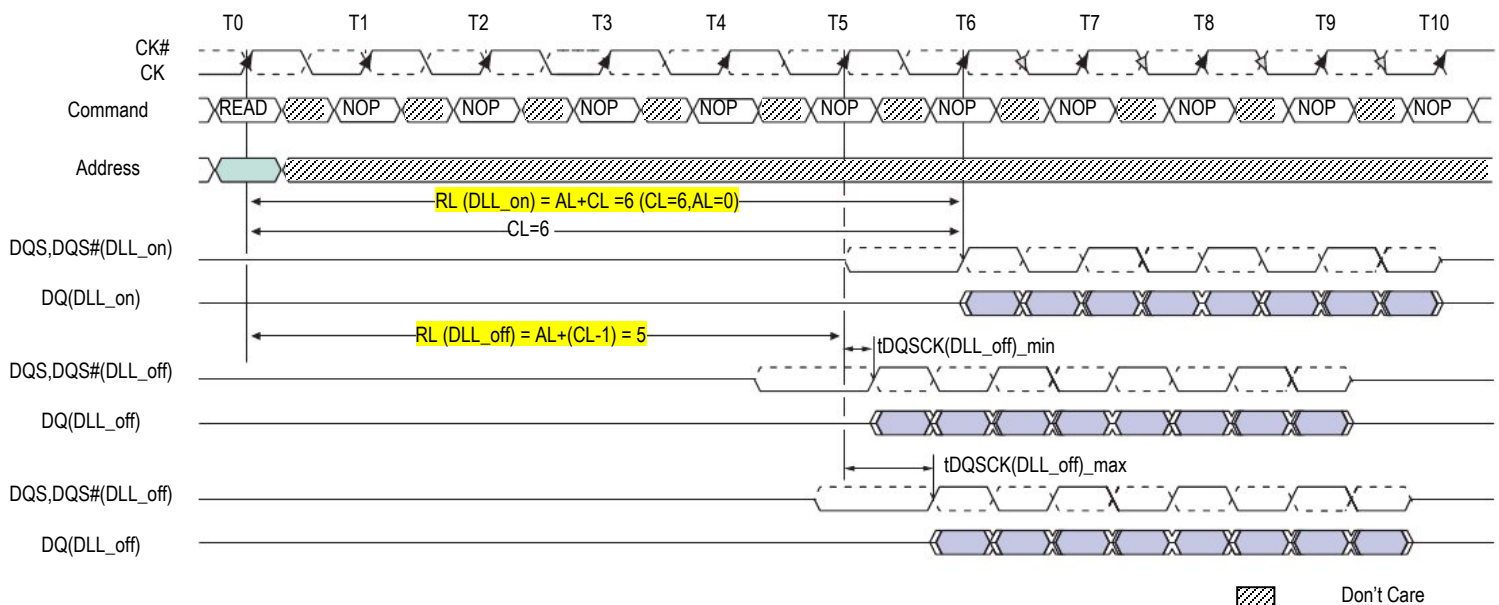 T0 T1 T2 T3 T4 T5 T6 T7 T8 T9 T10
CK#
CK
Command READ NOP NOP NOP NOP NOP NOP NOP NOP NOP NOP
Address
RL (DLL_on) = AL+CL =6 (CL=6,AL=0)
CL=6
DQS,DQS#(DLL_on)
DQ(DLL_on)
RL (DLL_off) = AL+(CL-1) = 5
tDQSCK(DLL_off)_min
DQS,DQS#(DLL_off)
DQ(DLL_off)
tDQSCK(DLL_off)_max
DQS,DQS#(DLL_off)
DQ(DLL_off)
Don't Care